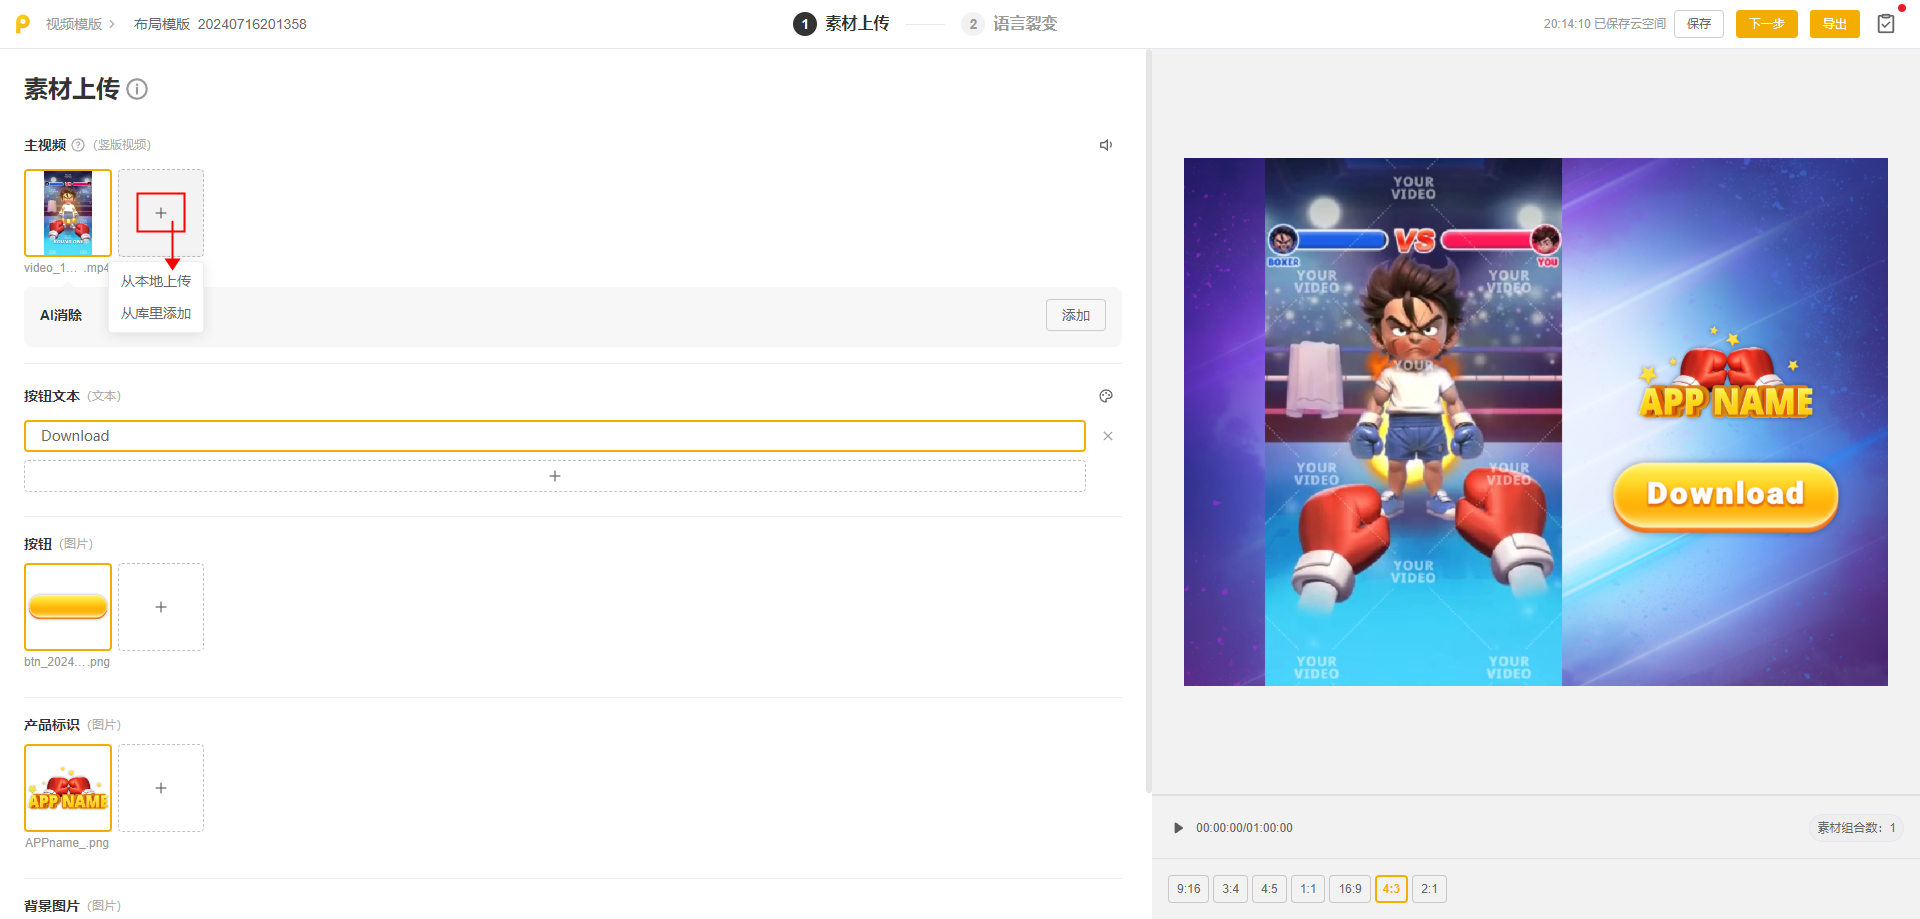 视频模版 布局模版 20240716201358
1 素材上传 2 语言裂变
20:14:10 已保存云空间 保存 下一步 导出
素材上传
主视频 (竖版视频)
video_1... .mp4
从本地上传
从库里添加
AI消除 添加
按钮文本 (文本)
Download
按钮 (图片)
btn_2024... .png
产品标识 (图片)
APP NAME
APPname_.png
背景图片 (图片)
YOUR VIDEO
VS
BOXER YOU
YOUR VIDEO YOUR VIDEO
YOUR
YOUR VIDEO YOUR VIDEO
YOUR VIDEO
YOUR VIDEO YOUR VIDEO
APP NAME
Download
00:00:00/01:00:00 素材组合数: 1
9:16 3:4 4:5 1:1 16:9 4:3 2:1